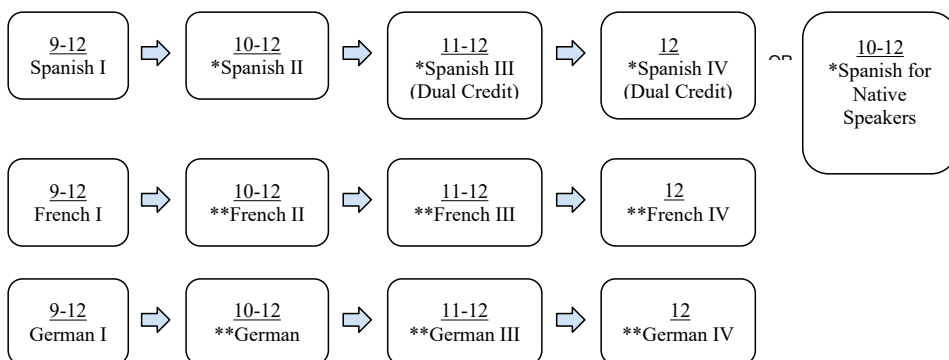 9-12
Spanish I
10-12
*Spanish II
11-12
*Spanish III
(Dual Credit)
12
*Spanish IV
(Dual Credit)
10-12
*Spanish for
Native
Speakers
9-12
French I
10-12
**French II
11-12
**French III
12
**French IV
9-12
German I
10-12
**German
11-12
**German III
12
**German IV